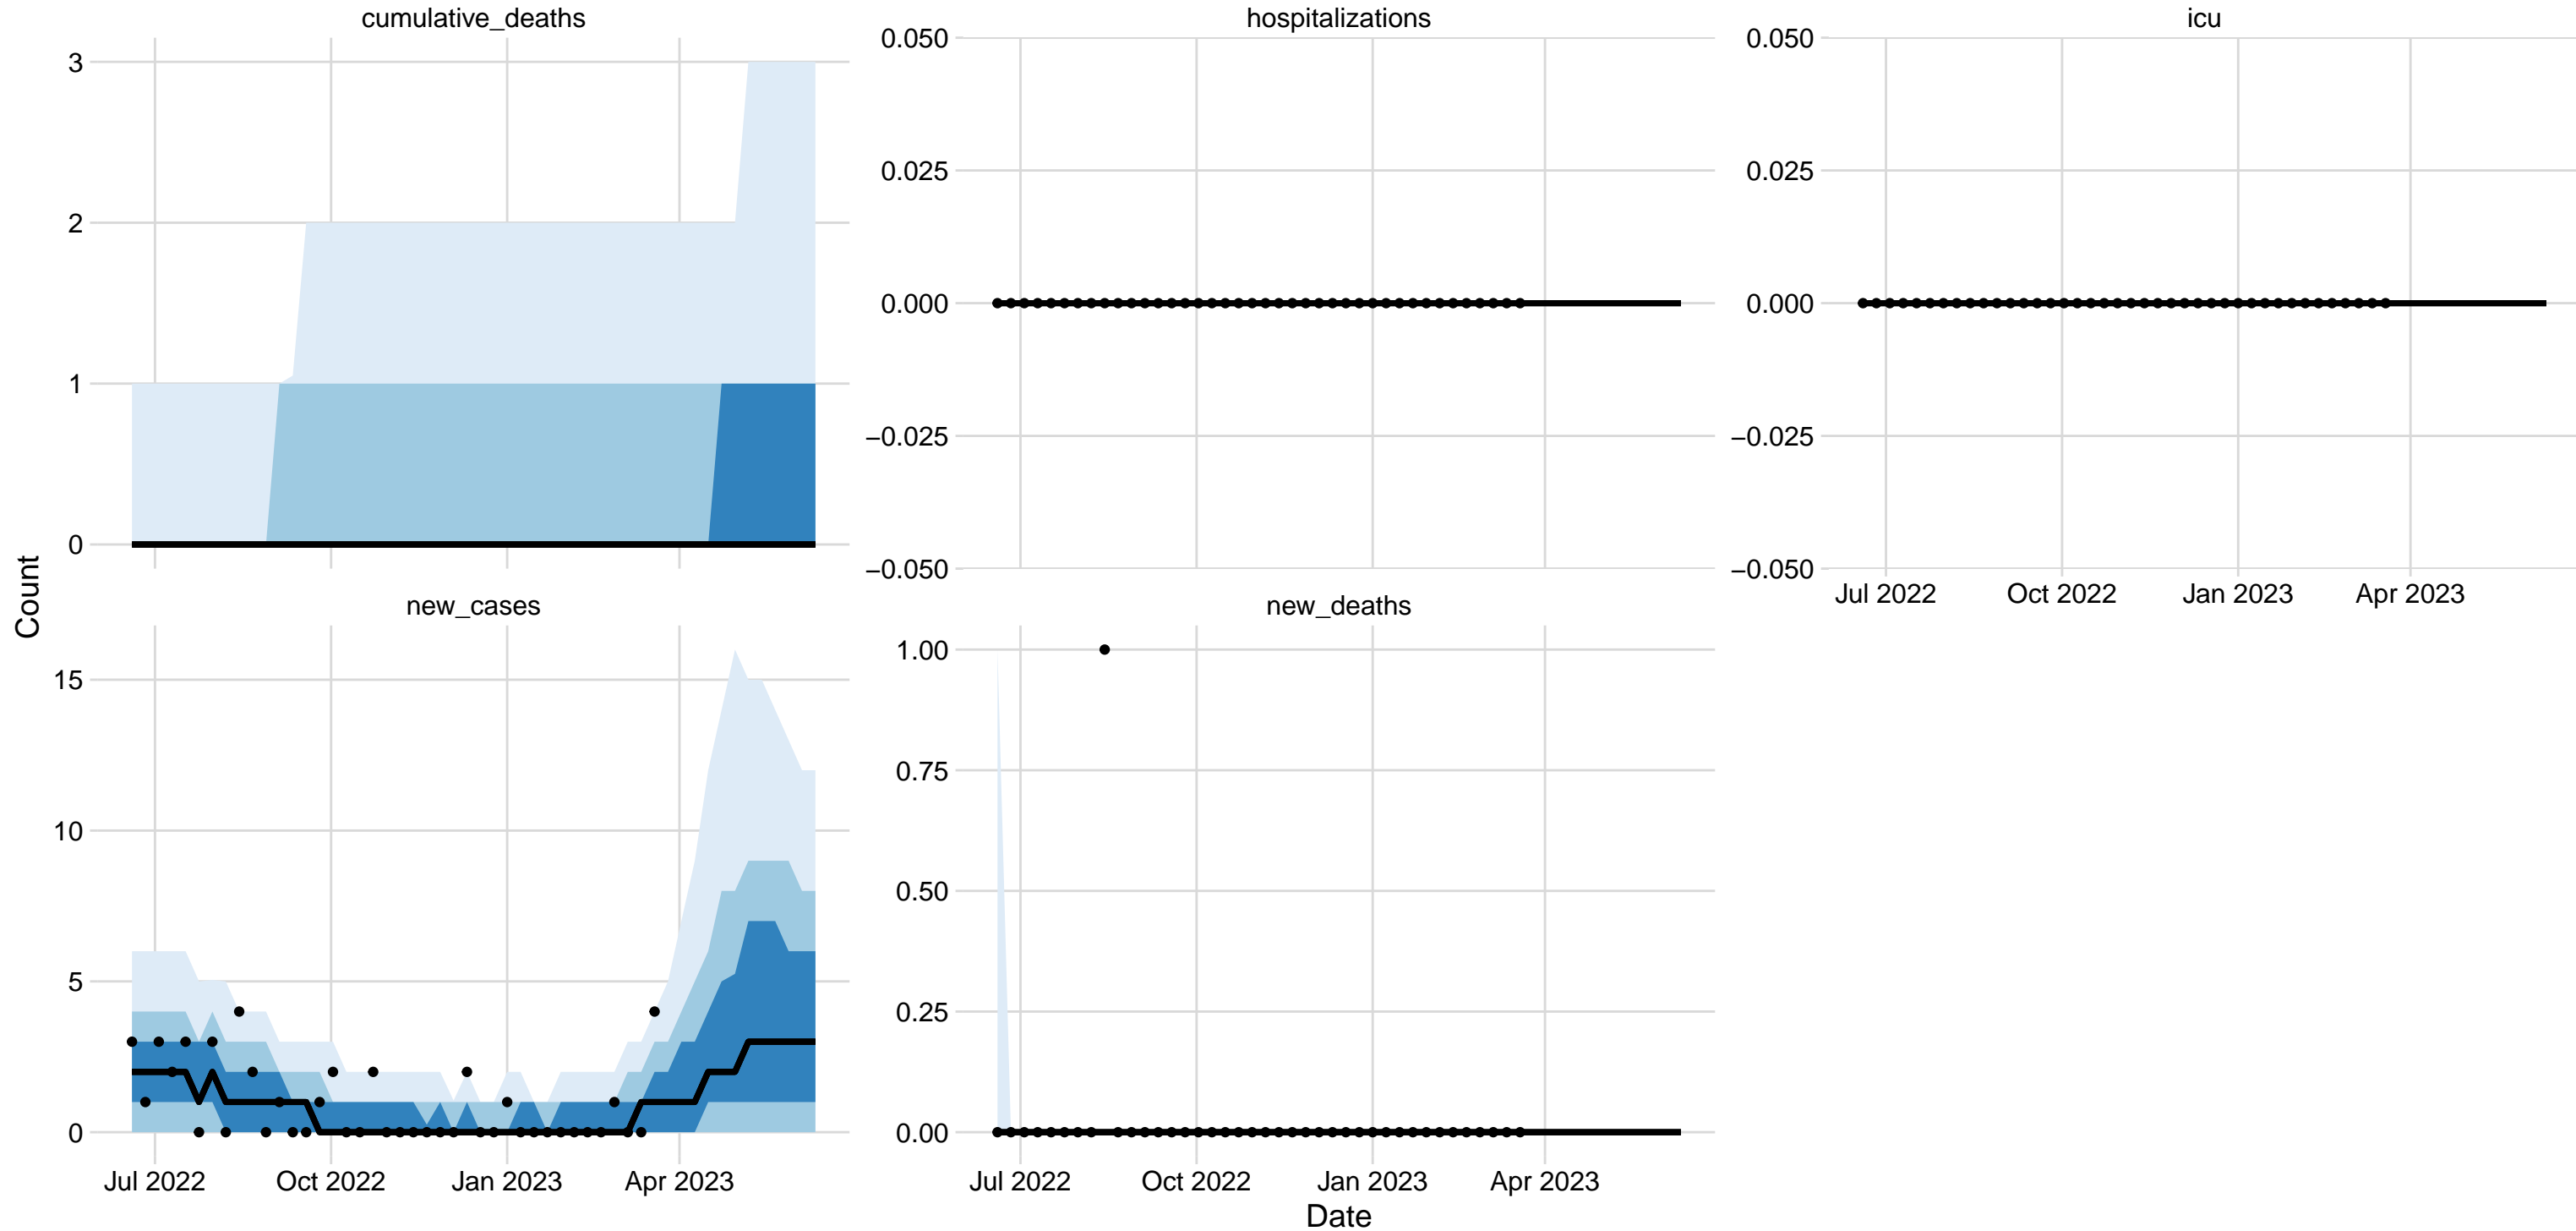 cumulative_deaths
3
2
1
0
hospitalizations
0.050
0.025
0.000
−0.025
−0.050
icu
0.050
0.025
0.000
−0.025
−0.050
Jul 2022 Oct 2022 Jan 2023 Apr 2023
Count
new_cases
15
10
5
0
Jul 2022 Oct 2022 Jan 2023 Apr 2023
new_deaths
1.00
0.75
0.50
0.25
0.00
Jul 2022 Oct 2022 Jan 2023 Apr 2023
Date